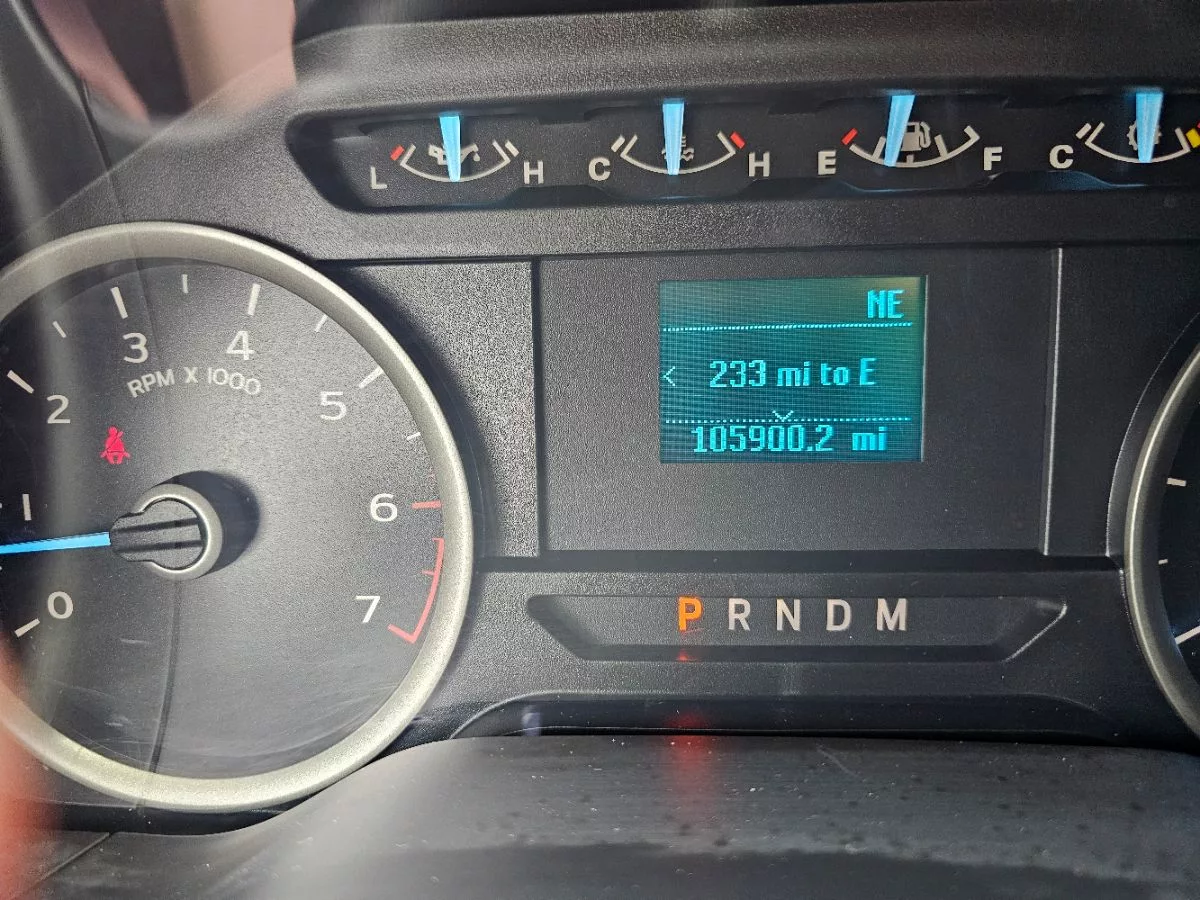 L H C H E F C
NE
3 4
RPM X 1000
2 5
< 233 mi to E
105900.2 mi
1 6
0 7
P R N D M